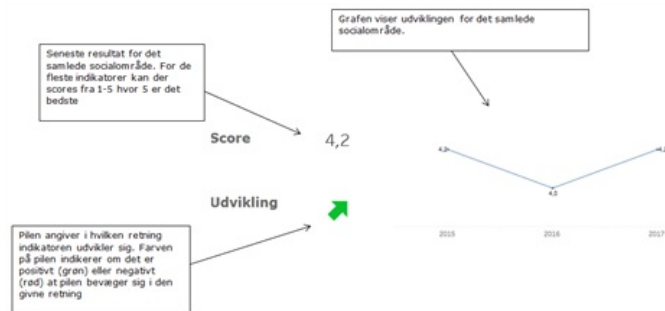 Grafen viser udviklingen for det samlede
socialområde.
Seneste resultat for det
samlede socialområde. For de
fleste indikatorer kan der
scores fra 1-5 hvor 5 er det
bedste
Score 4,2
4,2
4,0
4,2
Udvikling
Pilen angiver i hvilken retning
indikatoren udvikler sig. Farven
på pilen indikerer om det er
positivt (grøn) eller negativt
(rød) at pilen bevæger sig i den
givne retning
2015 2016 2017